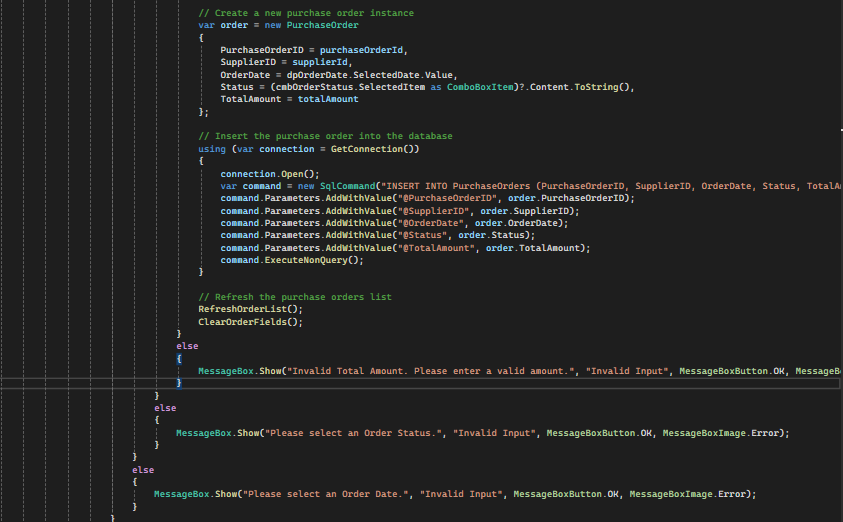 // Create a new purchase order instance
var order = new PurchaseOrder
{
PurchaseOrderID = purchaseOrderId,
SupplierID = supplierId,
OrderDate = dpOrderDate.SelectedDate.Value,
Status = (cmbOrderStatus.SelectedItem as ComboBoxItem)?.Content.ToString(),
TotalAmount = totalAmount
};
// Insert the purchase order into the database
using (var connection = GetConnection())
{
connection.Open();
var command = new SqlCommand("INSERT INTO PurchaseOrders (PurchaseOrderID, SupplierID, OrderDate, Status, TotalA
command.Parameters.AddWithValue("@PurchaseOrderID", order.PurchaseOrderID);
command.Parameters.AddWithValue("@SupplierID", order.SupplierID);
command.Parameters.AddWithValue("@OrderDate", order.OrderDate);
command.Parameters.AddWithValue("@Status", order.Status);
command.Parameters.AddWithValue("@TotalAmount", order.TotalAmount);
command.ExecuteNonQuery();
}
// Refresh the purchase orders list
RefreshOrderList();
ClearOrderFields();
}
else
{
MessageBox.Show("Invalid Total Amount. Please enter a valid amount.", "Invalid Input", MessageBoxButton.OK, MessageB
}
}
else
{
MessageBox.Show("Please select an Order Status.", "Invalid Input", MessageBoxButton.OK, MessageBoxImage.Error);
}
}
else
{
MessageBox.Show("Please select an Order Date.", "Invalid Input", MessageBoxButton.OK, MessageBoxImage.Error);
}
}